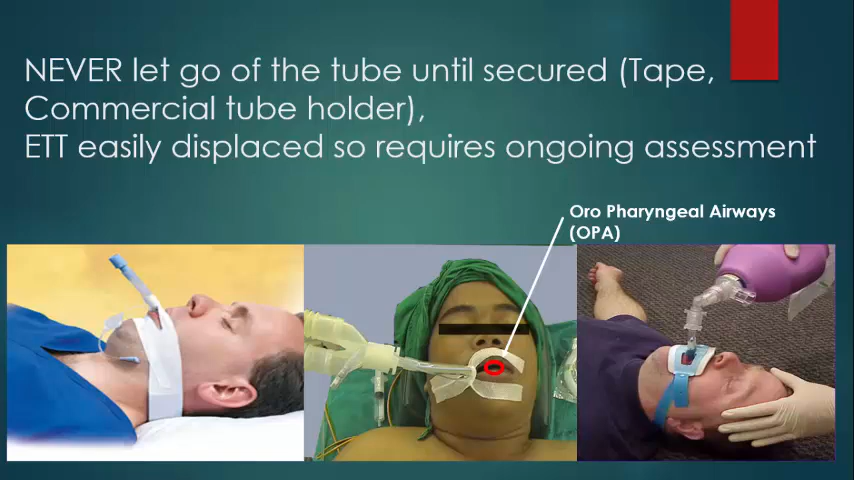 NEVER let go of the tube until secured (Tape,
Commercial tube holder),
ETT easily displaced so requires ongoing assessment
Oro Pharyngeal Airways
(OPA)